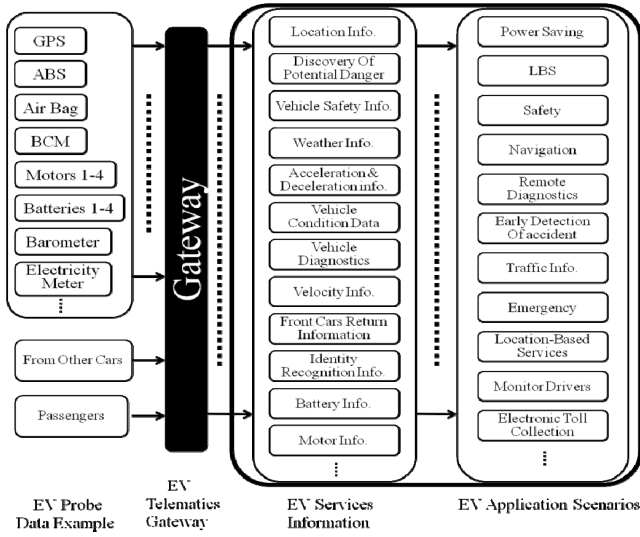 GPS
ABS
Air Bag
BCM
Motors 1-4
Batteries 1-4
Barometer
Electricity
Meter
From Other Cars
Passengers
EV Probe
Data Example
Gateway
EV
Telematics
Gateway
Location Info.
Discovery Of
Potential Danger
Vehicle Safety Info.
Weather Info.
Acceleration &
Deceleration info.
Vehicle
Condition Data
Vehicle
Diagnostics
Velocity Info.
Front Cars Return
Information
Identity
Recognition Info.
Battery Info.
Motor Info.
EV Services
Information
Power Saving
LBS
Safety
Navigation
Remote
Diagnostics
Early Detection
Of accident
Traffic Info.
Emergency
Location-Based
Services
Monitor Drivers
Electronic Toll
Collection
EV Application Scenarios